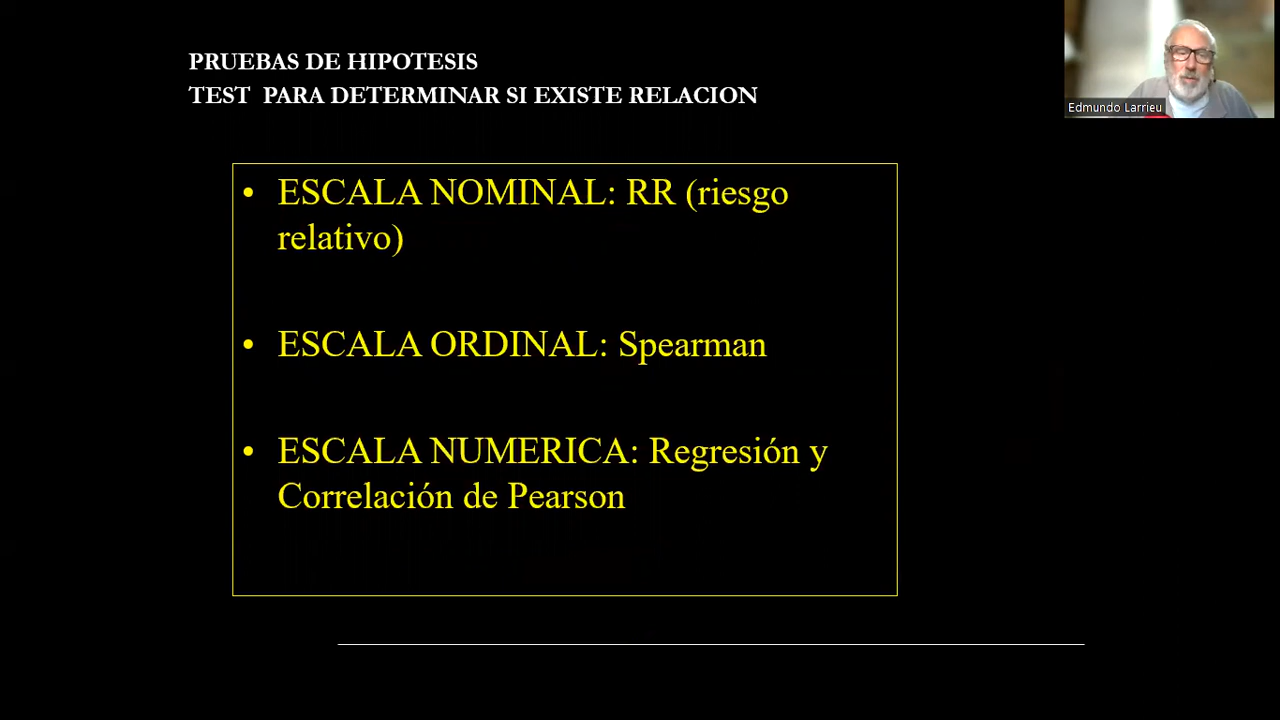 PRUEBAS DE HIPOTESIS
TEST PARA DETERMINAR SI EXISTE RELACION
Edmundo Larrieu
• ESCALA NOMINAL: RR (riesgo
relativo)
• ESCALA ORDINAL: Spearman
• ESCALA NUMERICA: Regresión y
Correlación de Pearson